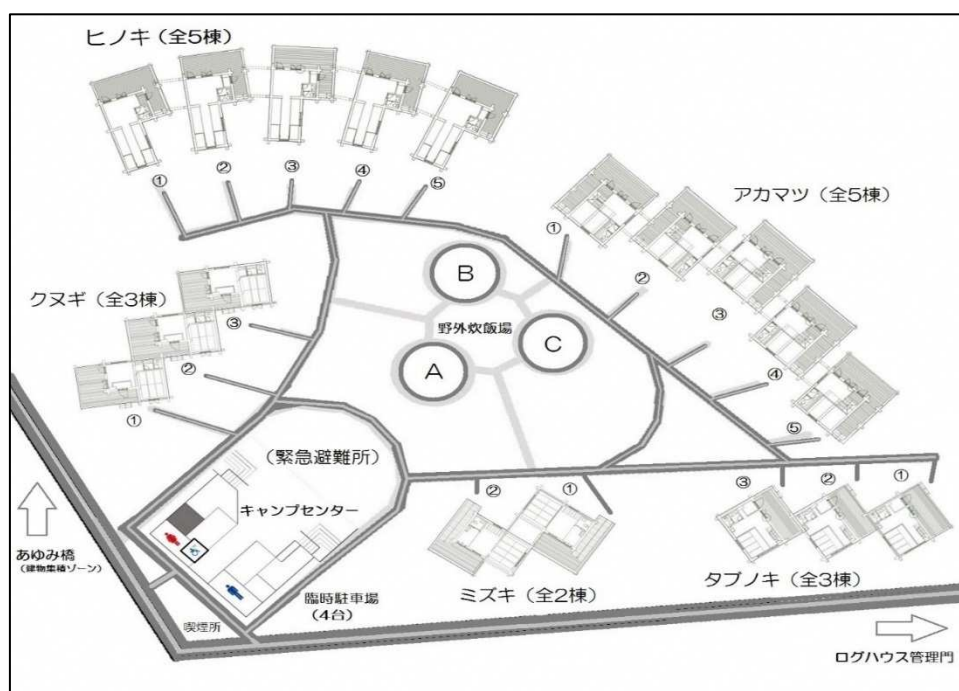 ヒノキ（全5棟）
①
②
③
④
⑤
アカマツ（全5棟）
①
②
③
④
⑤
クヌギ（全3棟）
③
②
①
B
野外炊飯場
A
C
（緊急避難所）
キャンプセンター
あゆみ橋
（建物集積ゾーン）
臨時駐車場
（4台）
喫煙所
②
①
ミズキ（全2棟）
③
②
①
タブノキ（全3棟）
ログハウス管理門